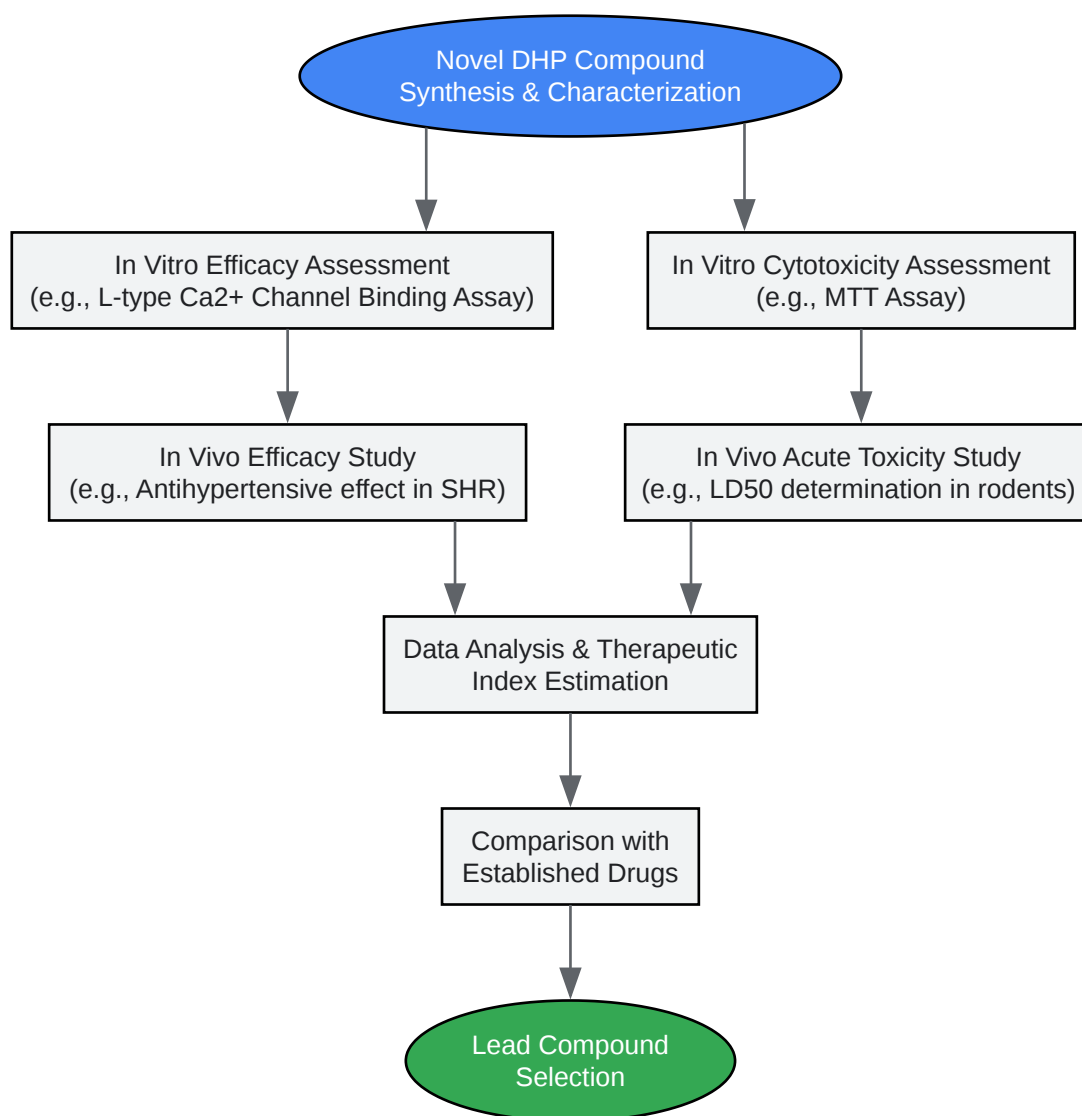 Novel DHP Compound
Synthesis & Characterization
In Vitro Efficacy Assessment
(e.g., L-type Ca2+ Channel Binding Assay)
In Vitro Cytotoxicity Assessment
(e.g., MTT Assay)
In Vivo Efficacy Study
(e.g., Antihypertensive effect in SHR)
In Vivo Acute Toxicity Study
(e.g., LD50 determination in rodents)
Data Analysis & Therapeutic
Index Estimation
Comparison with
Established Drugs
Lead Compound
Selection